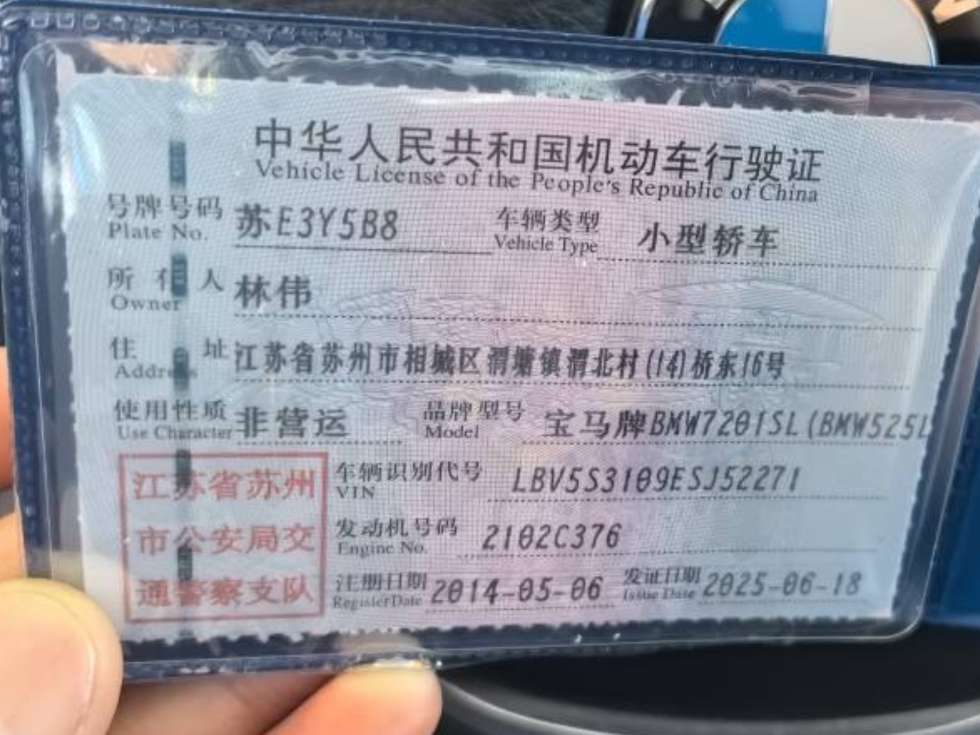 中华人民共和国机动车行驶证
Vehicle License of the People's Republic of China
号牌号码 苏E3Y5B8 车辆类型 小型轿车
Plate No. Vehicle Type
所有人 林伟
Owner
住址 江苏省苏州市相城区渭塘镇渭北村(14)桥东16号
Address
使用性质 非营运 品牌型号 宝马牌BMW7201SL(BMW525L
Use Character Model
江苏省苏州 车辆识别代号 LBV5S3109ESJ52271
VIN
市公安局交 发动机号码 2102C376
Engine No.
通警察支队 注册日期 2014-05-06 发证日期 2025-06-18
Register Date Issue Date